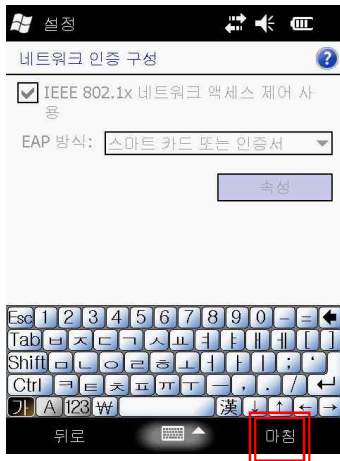 설정
네트워크 인증 구성
?
IEEE 802.1x 네트워크 액세스 제어 사
용
EAP 방식: 스마트 카드 또는 인증서
속성
Esc 1 2 3 4 5 6 7 8 9 0 - =
Tab ㅂ ㅈ ㄷ ㄱ ㅅ ㅛ ㅕ ㅑ ㅐ ㅔ [ ]
Shift ㅁ ㄴ ㅇ ㄹ ㅎ ㅗ ㅓ ㅏ ㅣ ; '
Ctrl ㅋ ㅌ ㅊ ㅍ ㅠ ㅜ ㅡ , . /
가 A 123 ₩ 漢 ↓ ↑ ← →
뒤로 마침